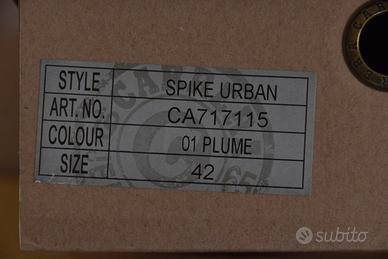 STYLE SPIKE URBAN
ART. NO. CA717115
COLOUR 01 PLUME
SIZE 42
subito